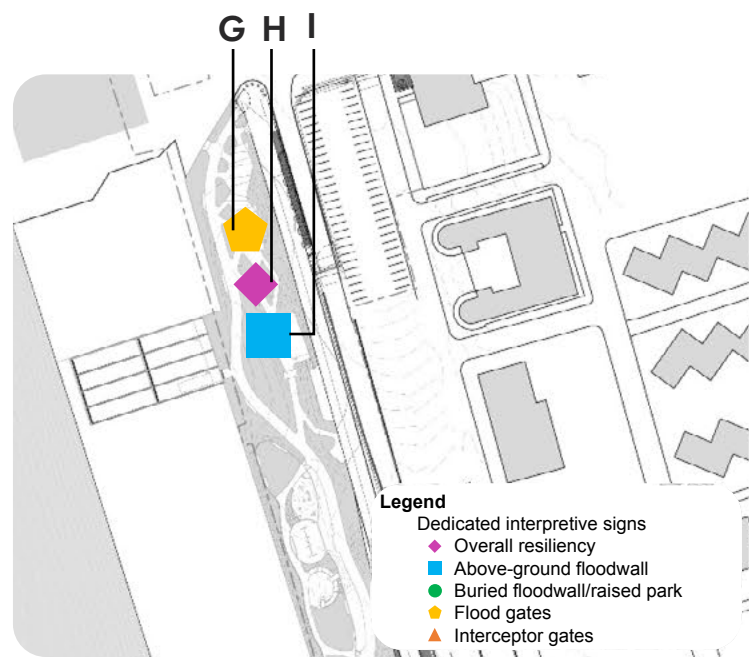 G H I
Legend
Dedicated interpretive signs
Overall resiliency
Above-ground floodwall
Buried floodwall/raised park
Flood gates
Interceptor gates